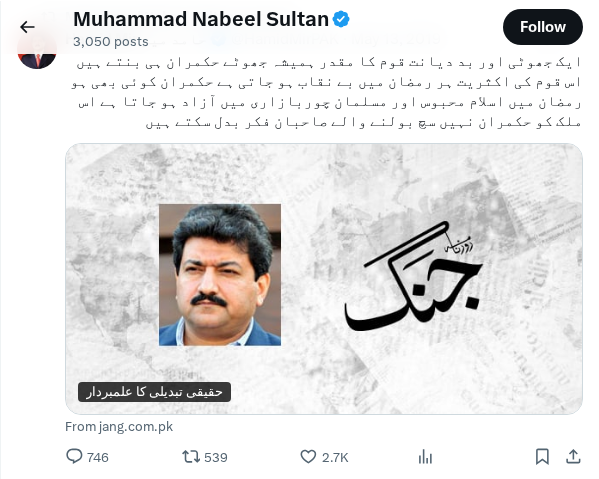 Muhammad Nabeel Sultan
Follow
3,050 posts
ایک جھوٹی اور بد دیانت قوم کا مقدر ہمیشہ جھوٹے حکمران ہی بنتے ہیں
اس قوم کی اکثریت ہر رمضان میں بے نقاب ہو جاتی ہے حکمران کوئی بھی ہو
رمضان میں اسلام محبوس اور مسلمان چوربازاری میں آزاد ہو جاتا ہے اس
ملک کو حکمران نہیں سچ بولنے والے صاحبان فکر بدل سکتے ہیں
روزنامہ
جنگ
حقیقی تبدیلی کا علمبردار
From jang.com.pk
746 539 2.7K